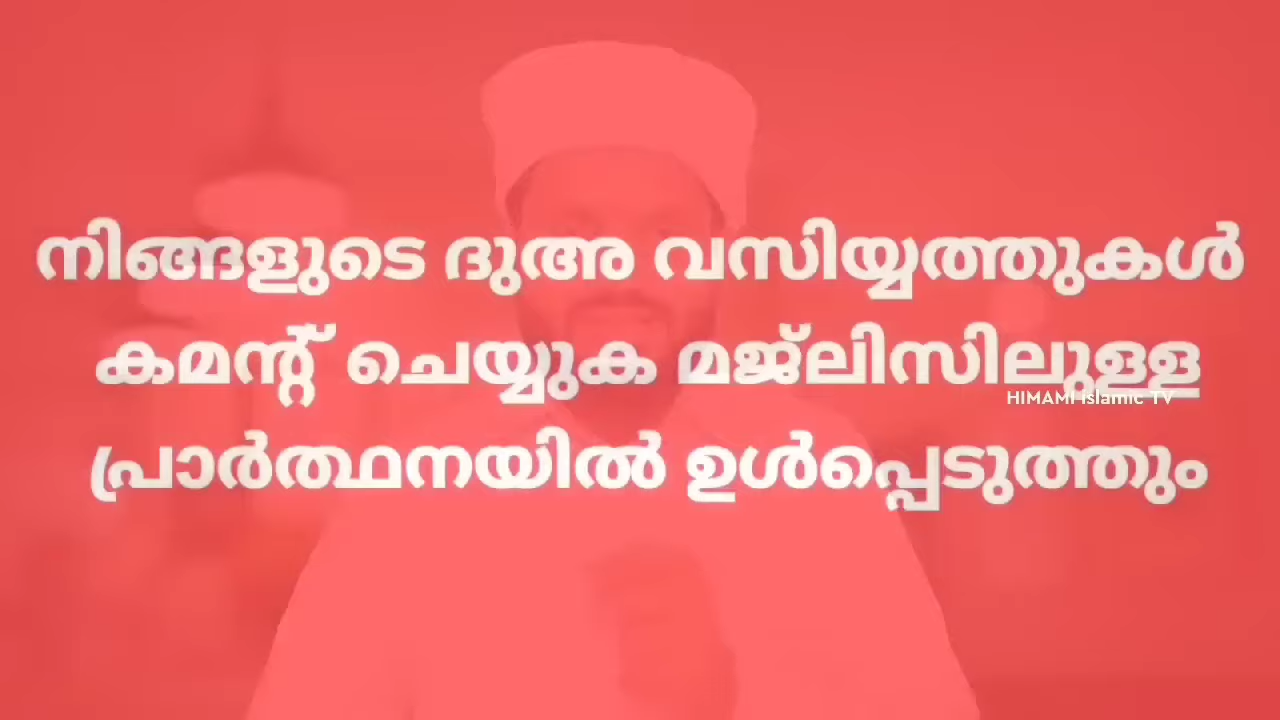 നിങ്ങളുടെ ദുആ വസിയ്യത്തുകൾ
കമന്റ് ചെയ്യുക മജ്ലിസിലുള്ള
HIMAMI Islamic TV
പ്രാർത്ഥനയിൽ ഉൾപ്പെടുത്തും